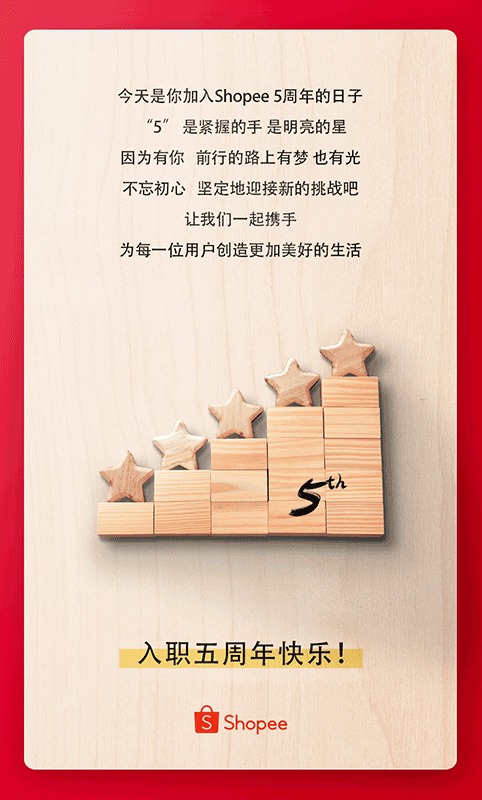 今天是你加入Shopee 5周年的日子
“5” 是紧握的手 是明亮的星
因为有你 前行的路上有梦 也有光
不忘初心 坚定地迎接新的挑战吧
让我们一起携手
为每一位用户创造更加美好的生活
5th
入职五周年快乐！
S Shopee